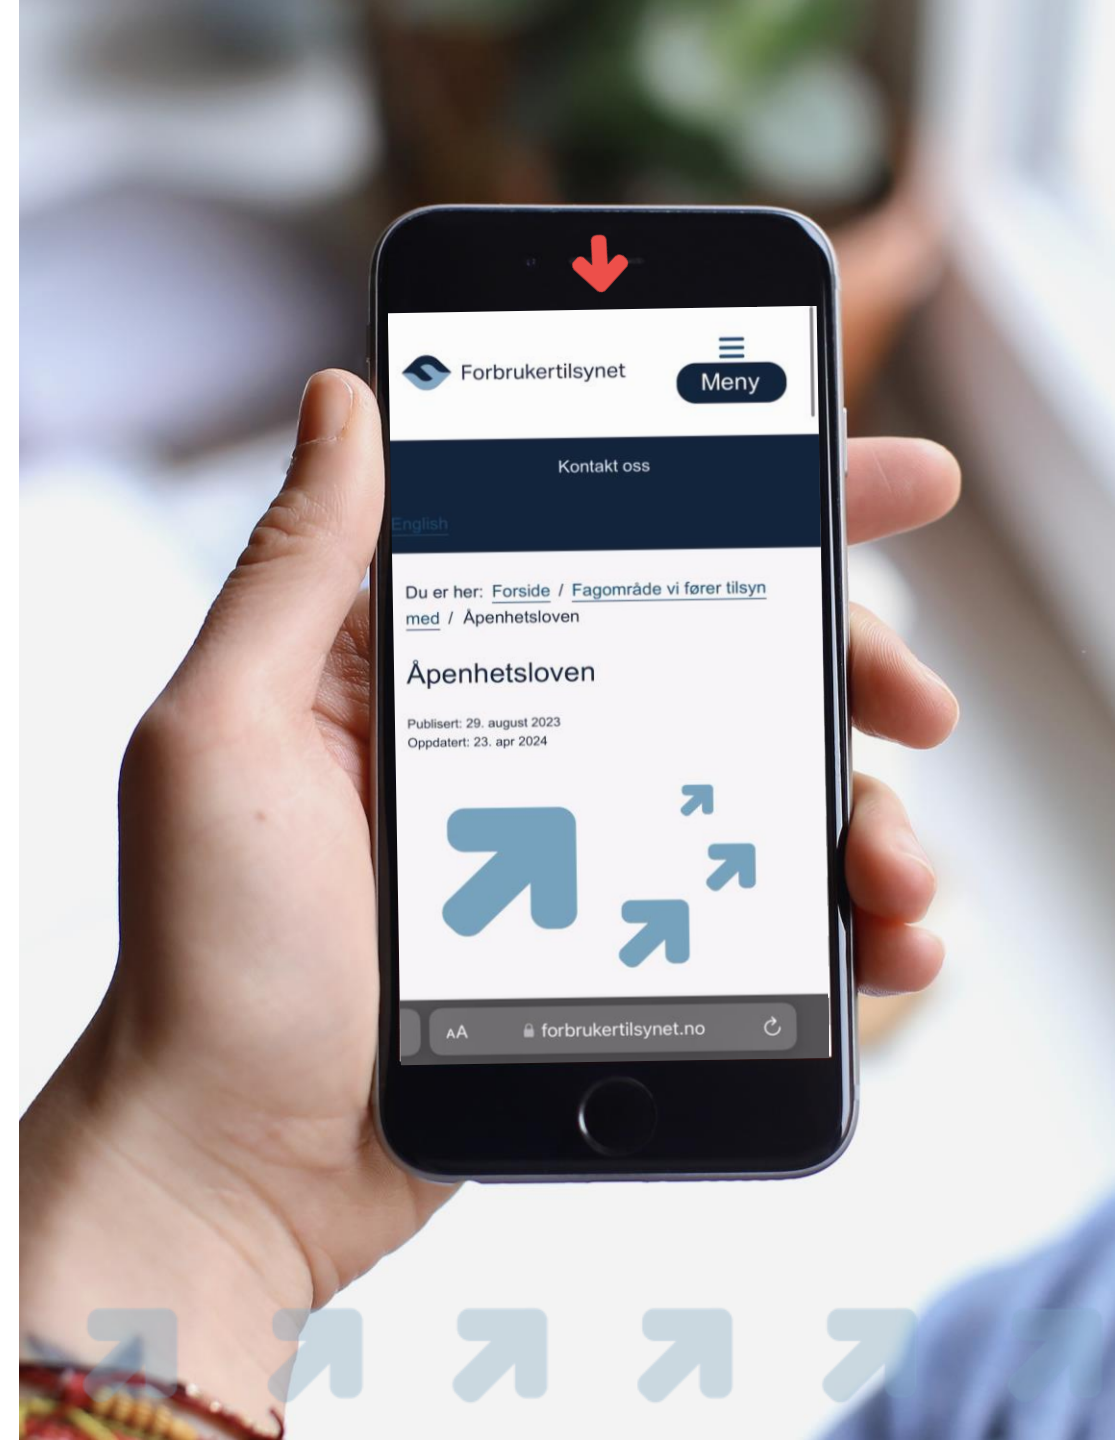 Forbrukertilsynet
Meny
Kontakt oss
English
Du er her: Forside / Fagområde vi fører tilsyn
med / Åpenhetsloven
Åpenhetsloven
Publisert: 29. august 2023
Oppdatert: 23. apr 2024
AA forbrukertilsynet.no